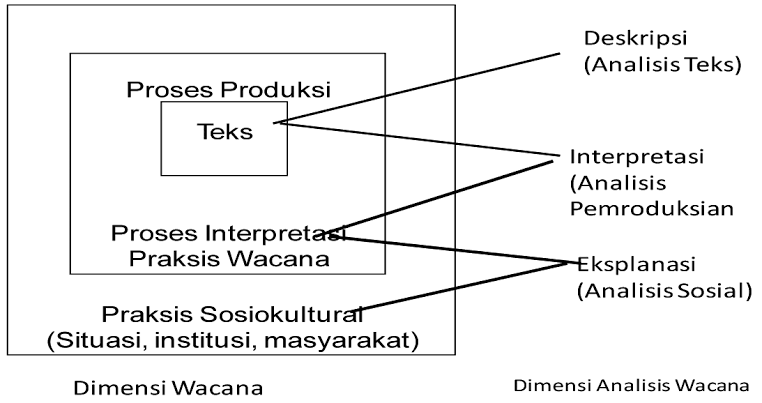 Proses Produksi
Teks
Proses Interpretasi
Praksis Wacana
Praksis Sosiokultural
(Situasi, institusi, masyarakat)
Dimensi Wacana
Deskripsi
(Analisis Teks)
Interpretasi
(Analisis
Pemroduksian
Eksplanasi
(Analisis Sosial)
Dimensi Analisis Wacana